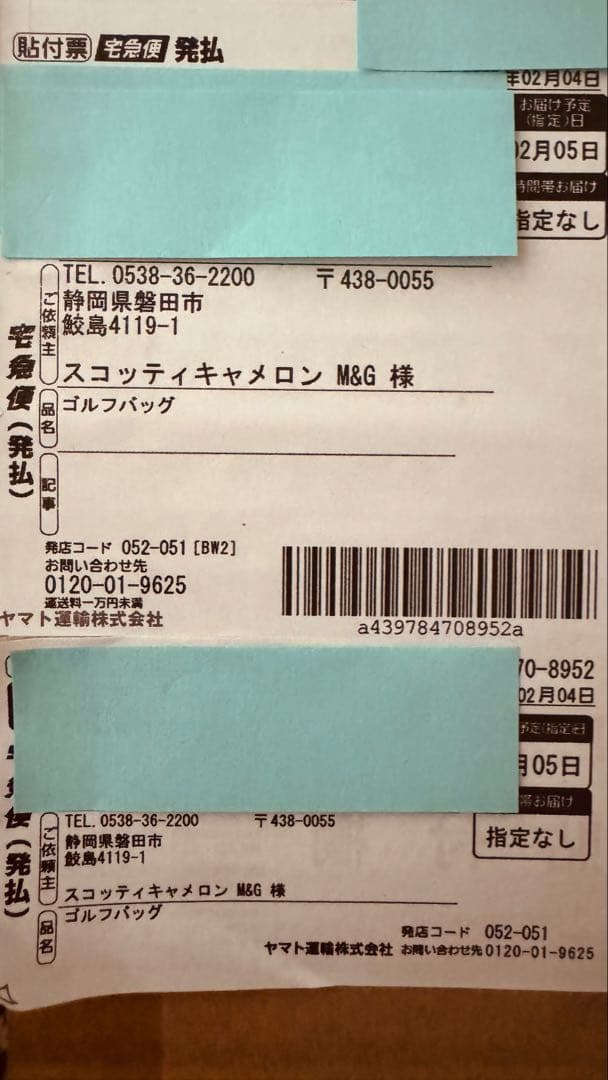 貼付票 宅急便 発払
年02月04日
お届け予定
(指定)日
02月05日
時間帯お届け
指定なし
TEL.0538-36-2200 〒438-0055
ご依頼主
静岡県磐田市
鮫島4119-1
スコッティキャメロン M&G 様
宅急便(発払)
品名
ゴルフバッグ
記事
発店コード 052-051 [BW2]
お問い合わせ先
0120-01-9625
運送料一万円未満
ヤマト運輸株式会社
a439784708952a
70-8952
02月04日
予定(指定)日
月05日
帯お届け
指定なし
便(発払)
TEL.0538-36-2200 〒438-0055
ご依頼主
静岡県磐田市
鮫島4119-1
スコッティキャメロン M&G 様
品名
ゴルフバッグ
発店コード 052-051
ヤマト運輸株式会社 お問い合わせ先0120-01-9625